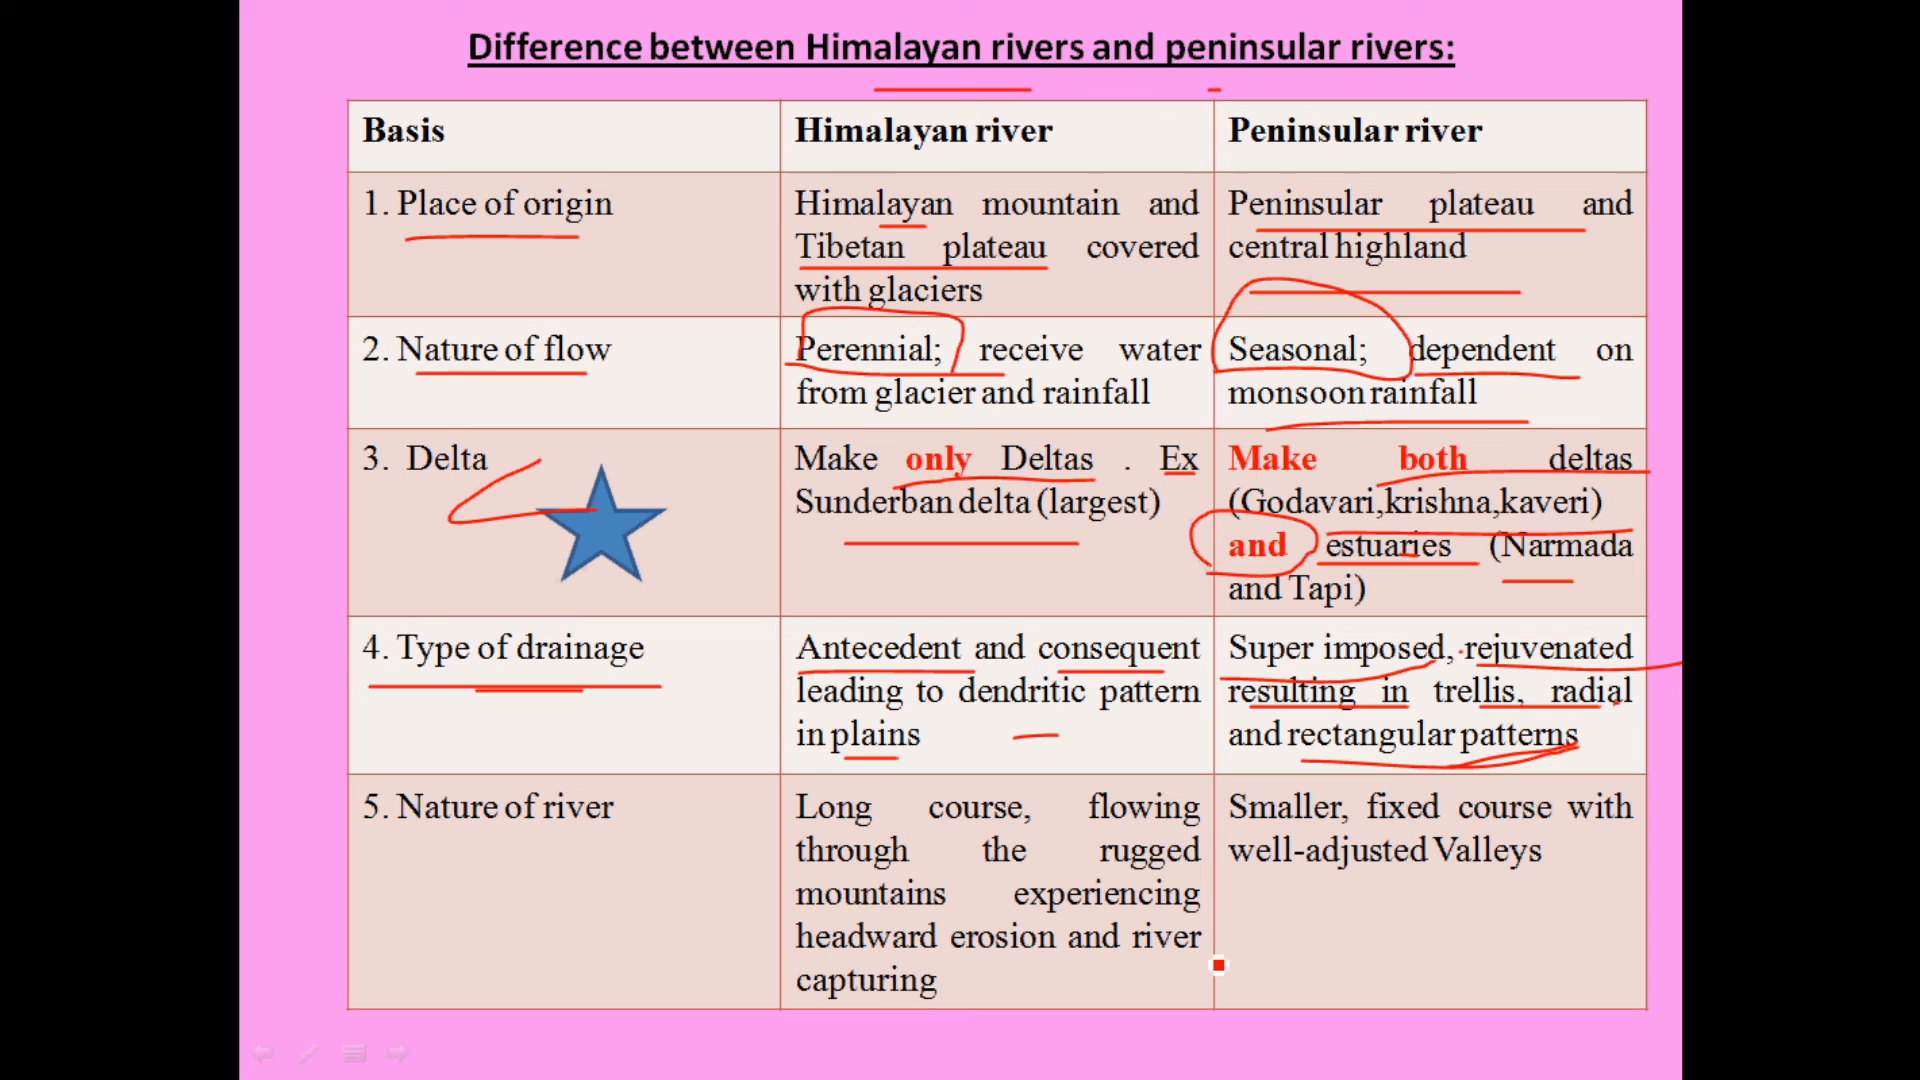 Difference between Himalayan rivers and peninsular rivers:
Basis
Himalayan river
Peninsular river
1. Place of origin
Himalayan mountain and
Tibetan plateau covered
with glaciers
Peninsular plateau and
central highland
2. Nature of flow
Perennial; receive water
from glacier and rainfall
Seasonal; dependent on
monsoon rainfall
3. Delta
Make only Deltas . Ex
Sunderban delta (largest)
Make both deltas
(Godavari,krishna,kaveri)
and estuaries (Narmada
and Tapi)
4. Type of drainage
Antecedent and consequent
leading to dendritic pattern
in plains
Super imposed, rejuvenated
resulting in trellis, radial
and rectangular patterns
5. Nature of river
Long course, flowing
through the rugged
mountains experiencing
headward erosion and river
capturing
Smaller, fixed course with
well-adjusted Valleys